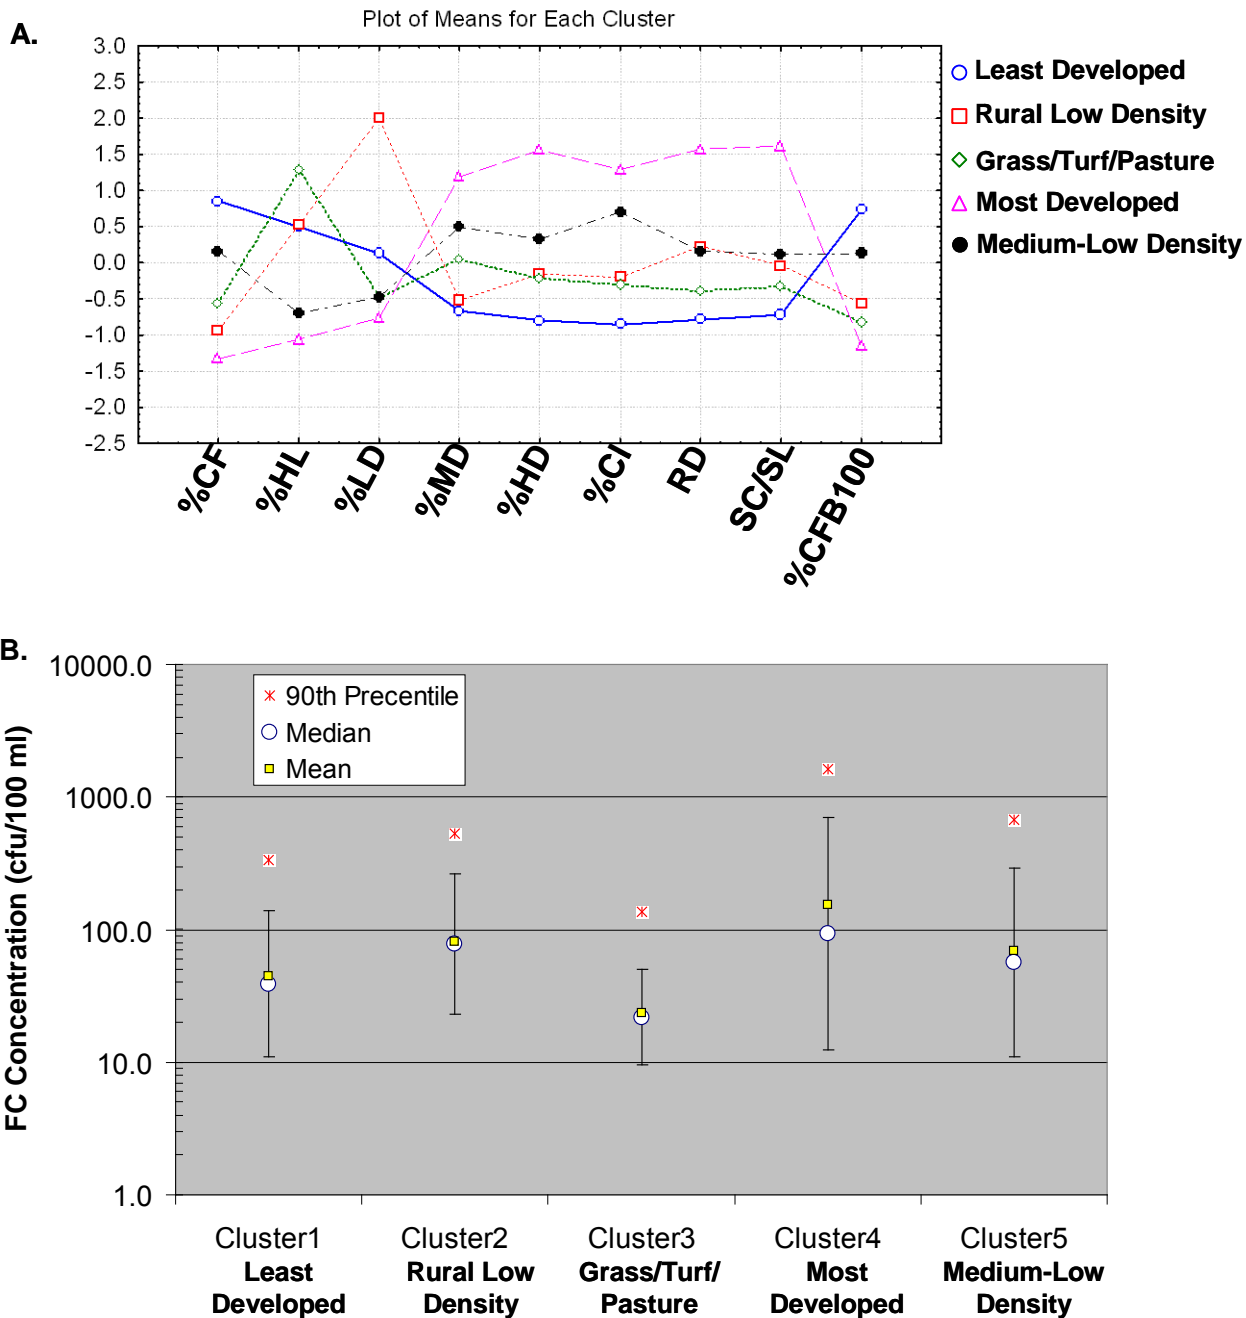 A.
Plot of Means for Each Cluster
3.0
2.5
2.0
1.5
1.0
0.5
0.0
-0.5
-1.0
-1.5
-2.0
-2.5
%CF
%HL
%LD
%MD
%HD
%CI
RD
SC/SL
%CFB100
Least Developed
Rural Low Density
Grass/Turf/Pasture
Most Developed
Medium-Low Density
B.
FC Concentration (cfu/100 ml)
10000.0
1000.0
100.0
10.0
1.0
90th Precentile
Median
Mean
Cluster1
Least
Developed
Cluster2
Rural Low
Density
Cluster3
Grass/Turf/
Pasture
Cluster4
Most
Developed
Cluster5
Medium-Low
Density